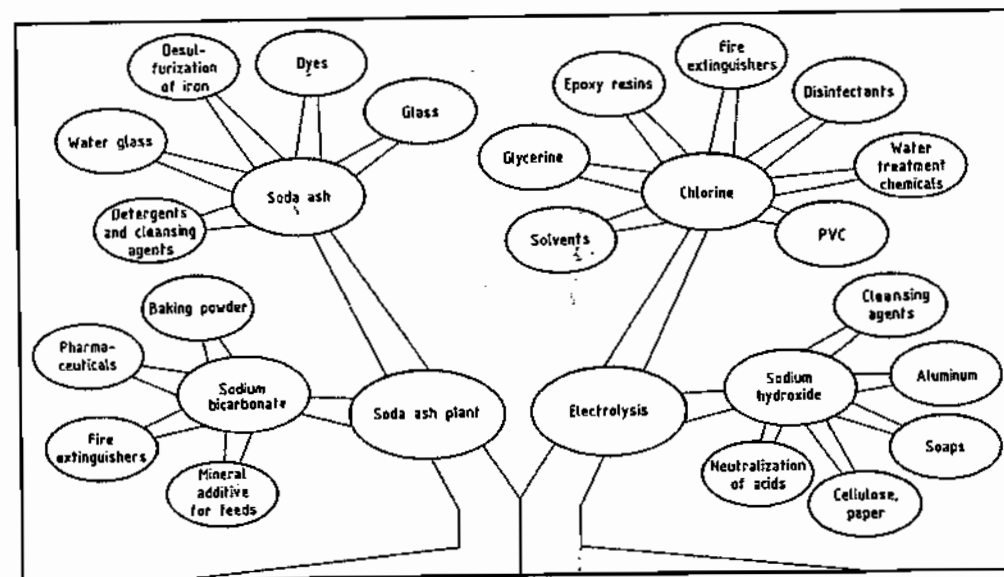 Desul-
furization
of iron
Dyes
Glass
Water glass
Soda ash
Detergents
and cleansing
agents
Fire
extinguishers
Epoxy resins
Disinfectants
Glycerine
Chlorine
Water
treatment
chemicals
Solvents
PVC
Baking powder
Pharma-
ceuticals
Sodium
bicarbonate
Soda ash plant
Fire
extinguishers
Mineral
additive
for feeds
Cleansing
agents
Electrolysis
Sodium
hydroxide
Aluminum
Soaps
Neutralization
of acids
Cellulose,
paper